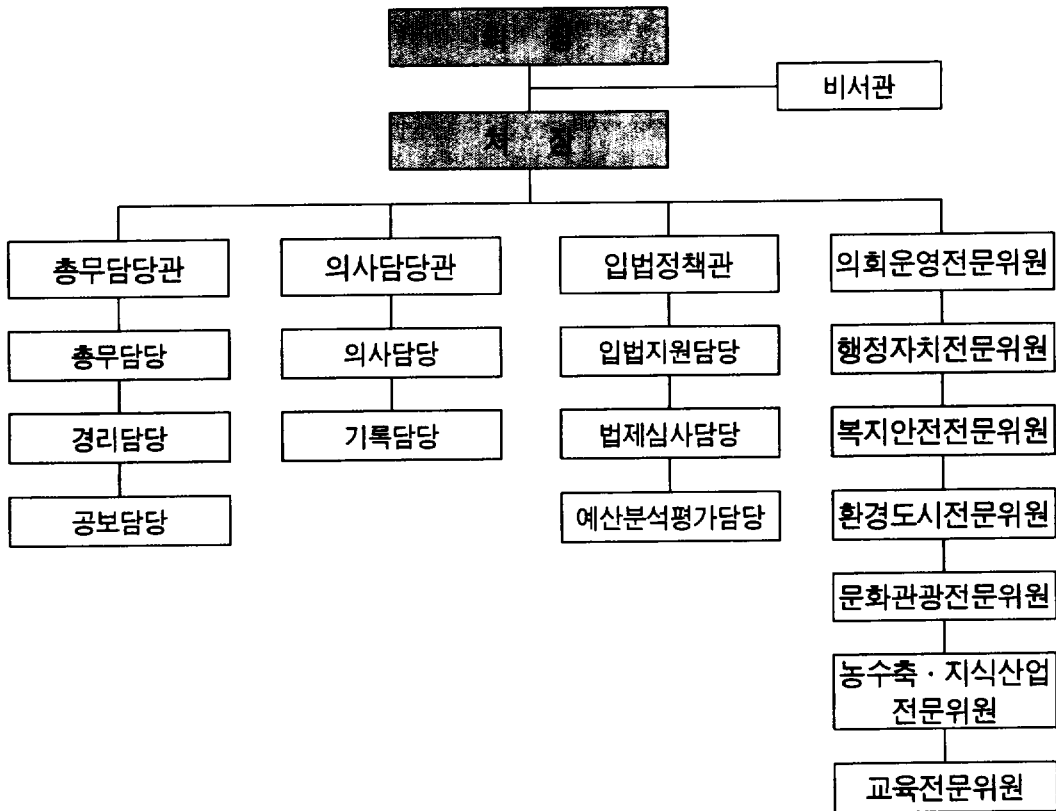 비서관
처 장
총무담당관
총무담당
경리담당
공보담당
의사담당관
의사담당
기록담당
입법정책관
입법지원담당
법제심사담당
예산분석평가담당
의회운영전문위원
행정자치전문위원
복지안전전문위원
환경도시전문위원
문화관광전문위원
농수축 · 지식산업
전문위원
교육전문위원